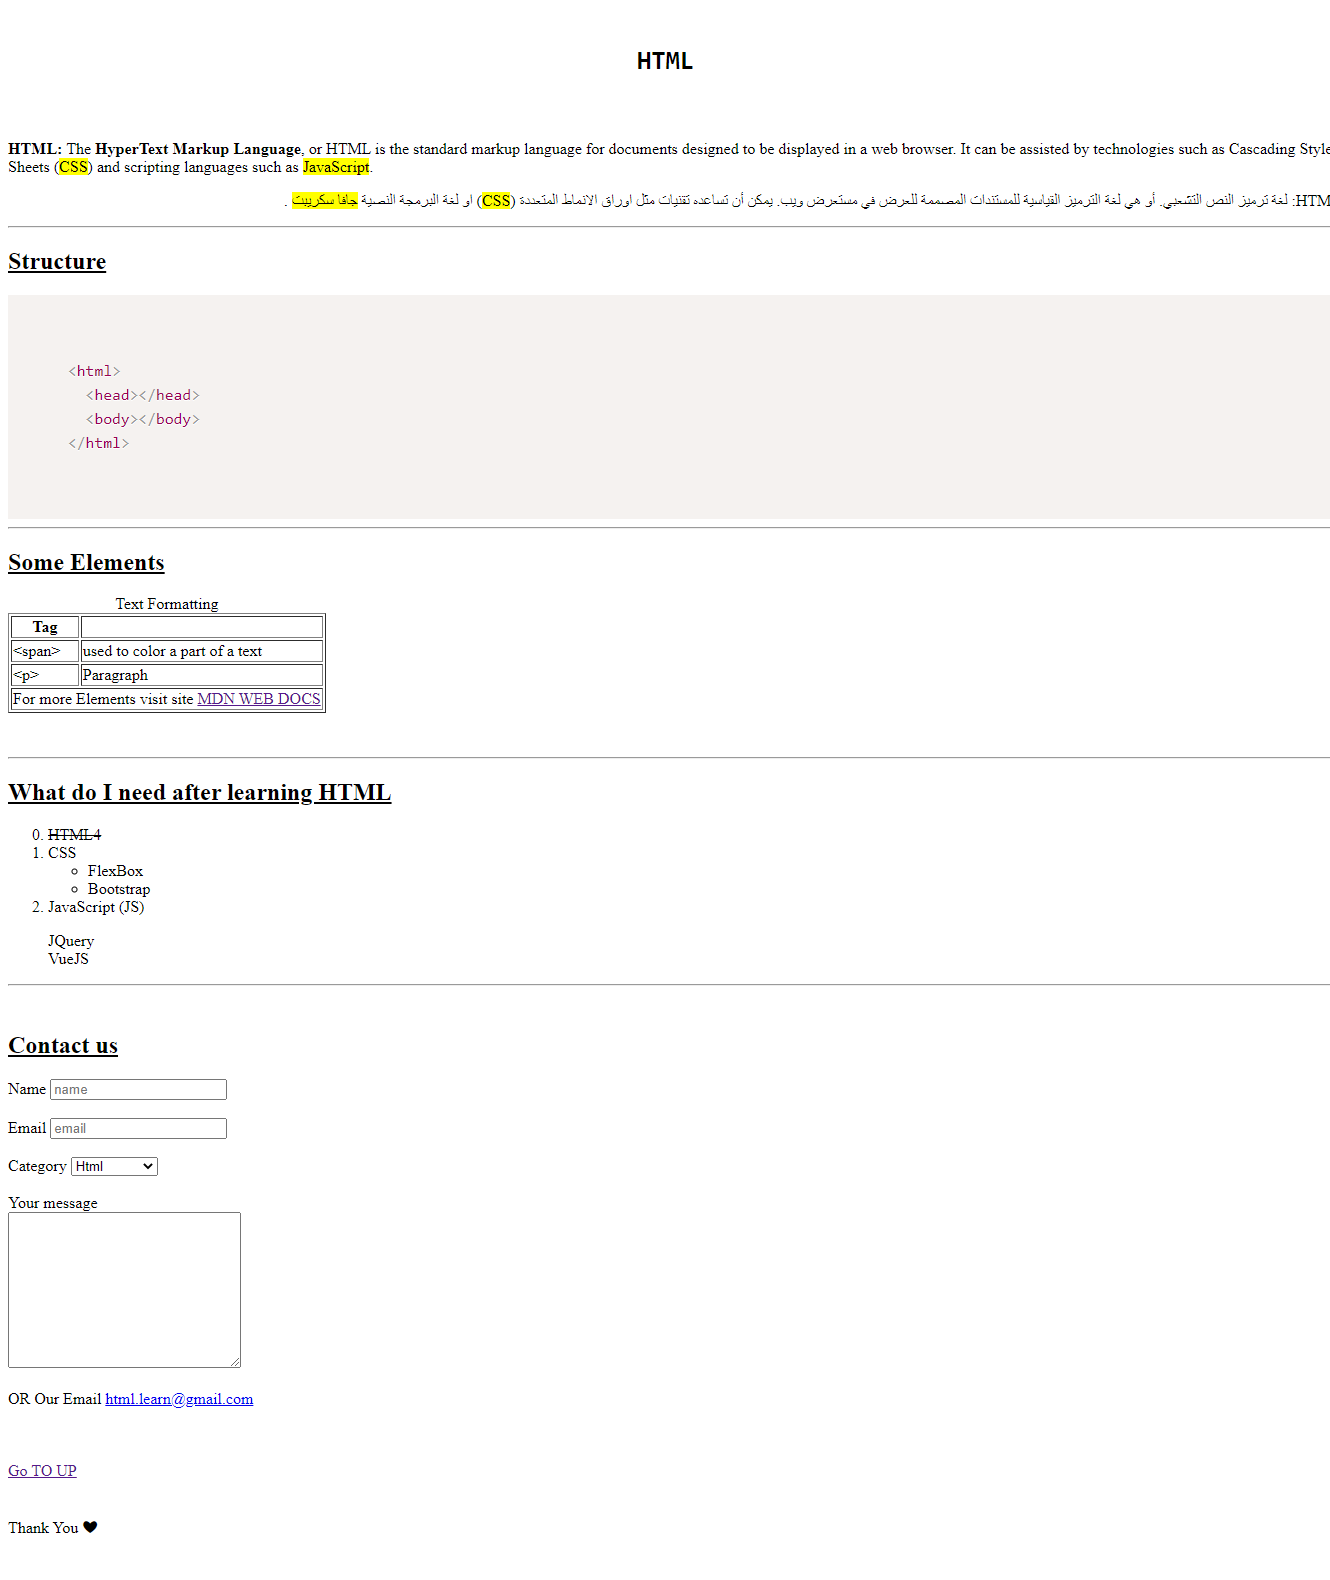 HTML
HTML: The HyperText Markup Language, or HTML is the standard markup language for documents designed to be displayed in a web browser. It can be assisted by technologies such as Cascading Style
Sheets (CSS) and scripting languages such as JavaScript.
HTM: لغة ترميز النص التشعبي. أو هي لغة الترميز القياسية للمستندات المصممة للعرض في مستعرض ويب. يمكن أن تساعده تقنيات مثل اوراق الانماط المتعددة (CSS) او لغة البرمجة النصية جافا سكريبت .
Structure
<html>
<head></head>
<body></body>
</html>
Some Elements
Text Formatting
Tag
<span> used to color a part of a text
<p> Paragraph
For more Elements visit site MDN WEB DOCS
What do I need after learning HTML
0. HTML4
1. CSS
FlexBox
Bootstrap
2. JavaScript (JS)
JQuery
VueJS
Contact us
Name name
Email email
Category Html
Your message
OR Our Email html.learn@gmail.com
Go TO UP
Thank You ❤